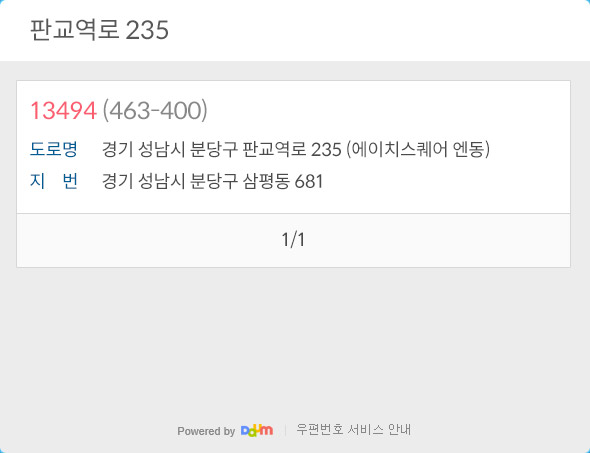 판교역로 235
13494 (463-400)
도로명 경기 성남시 분당구 판교역로 235 (에이치스퀘어 엔동)
지 번 경기 성남시 분당구 삼평동 681
1/1
Powered by Daum | 우편번호 서비스 안내